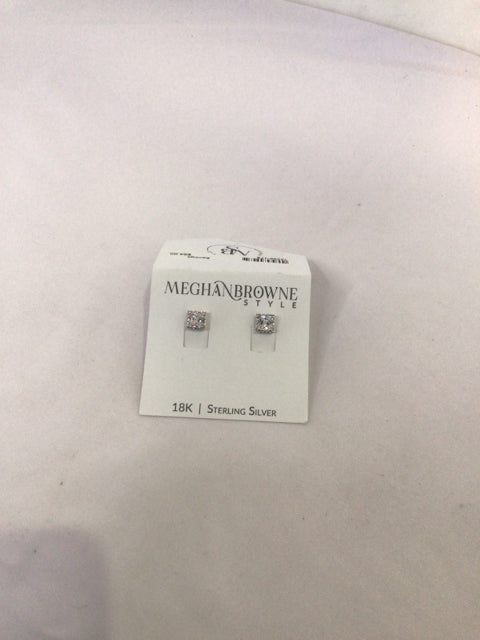 MEGHANBROWNE
STYLE
18K | STERLING SILVER